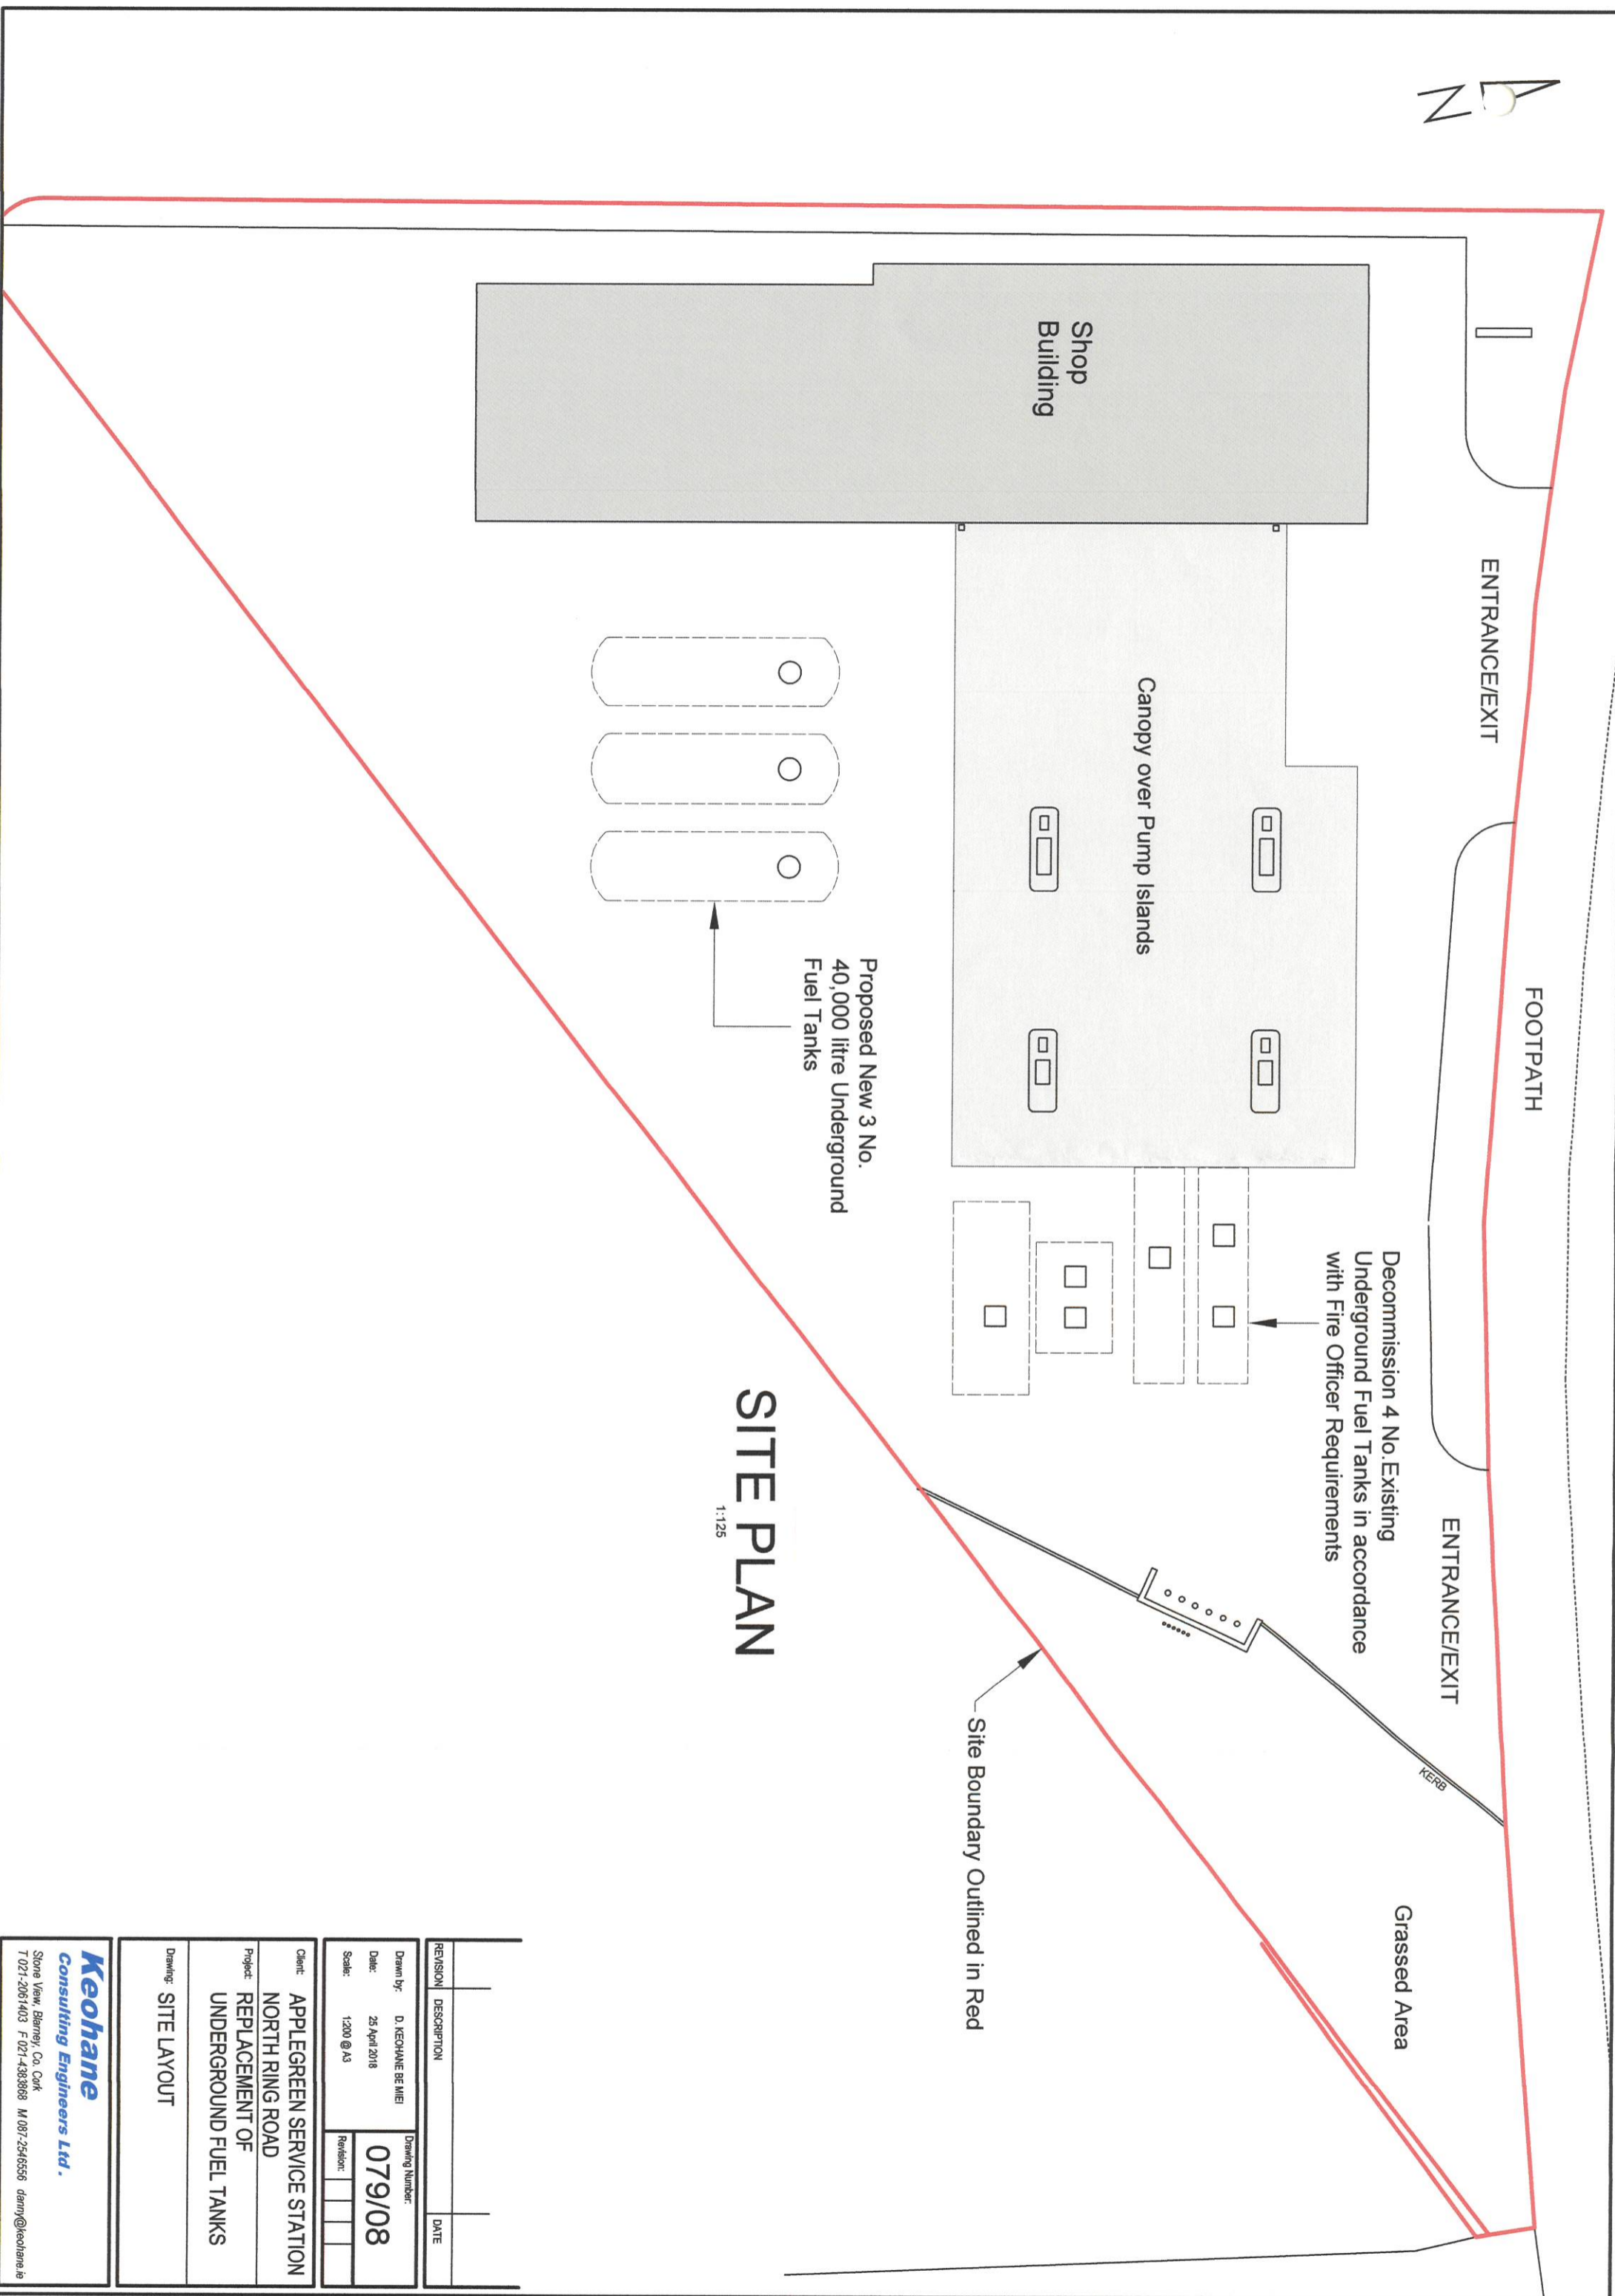 N
ENTRANCE/EXIT
FOOTPATH
ENTRANCE/EXIT
KERB
Grassed Area
Shop
Building
Canopy over Pump Islands
Decommission 4 No.Existing
Underground Fuel Tanks in accordance
with Fire Officer Requirements
Proposed New 3 No.
40,000 litre Underground
Fuel Tanks
Site Boundary Outlined in Red
SITE PLAN
1:125
REVISION DESCRIPTION DATE
Drawn by: D. KEOHANE BE MIEI
Date: 25 April 2018
Scale: 1:200 @ A3
Drawing Number:
079/08
Revision:
Client: APPLEGREEN SERVICE STATION
NORTH RING ROAD
Project: REPLACEMENT OF
UNDERGROUND FUEL TANKS
Drawing: SITE LAYOUT
Keohane
Consulting Engineers Ltd.
Stone View, Blarney, Co. Cork
T 021-2061403 F 021-4383868 M 087-2546556 danny@keohane.ie